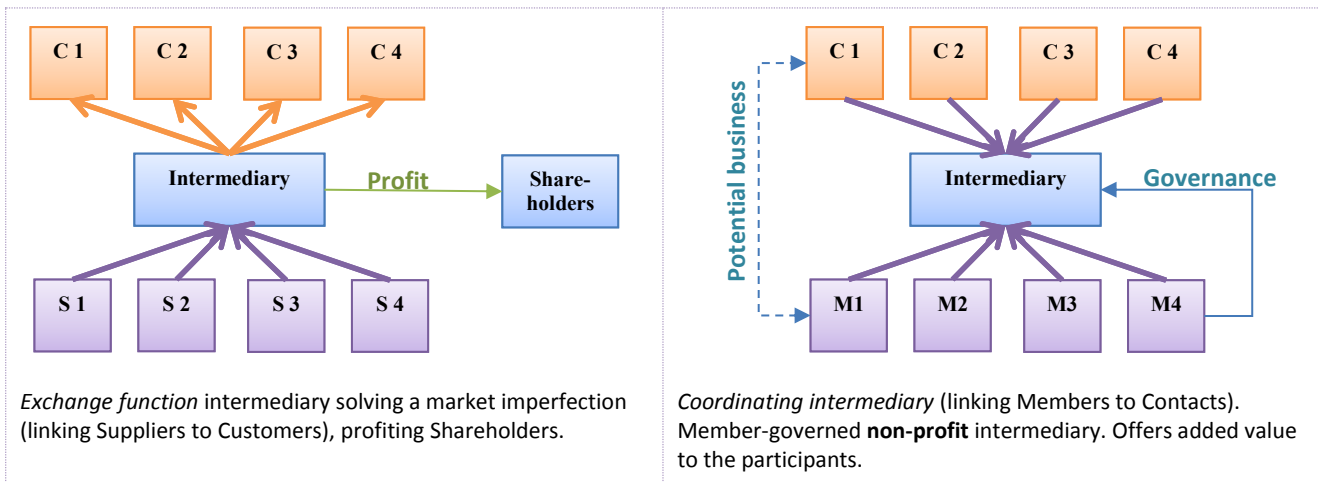 C 1
C 2
C 3
C 4
Intermediary
Profit
Share-
holders
S 1
S 2
S 3
S 4
Exchange function intermediary solving a market imperfection
(linking Suppliers to Customers), profiting Shareholders.
C 1
C 2
C 3
C 4
Potential business
Intermediary
Governance
M1
M2
M3
M4
Coordinating intermediary (linking Members to Contacts).
Member-governed non-profit intermediary. Offers added value
to the participants.